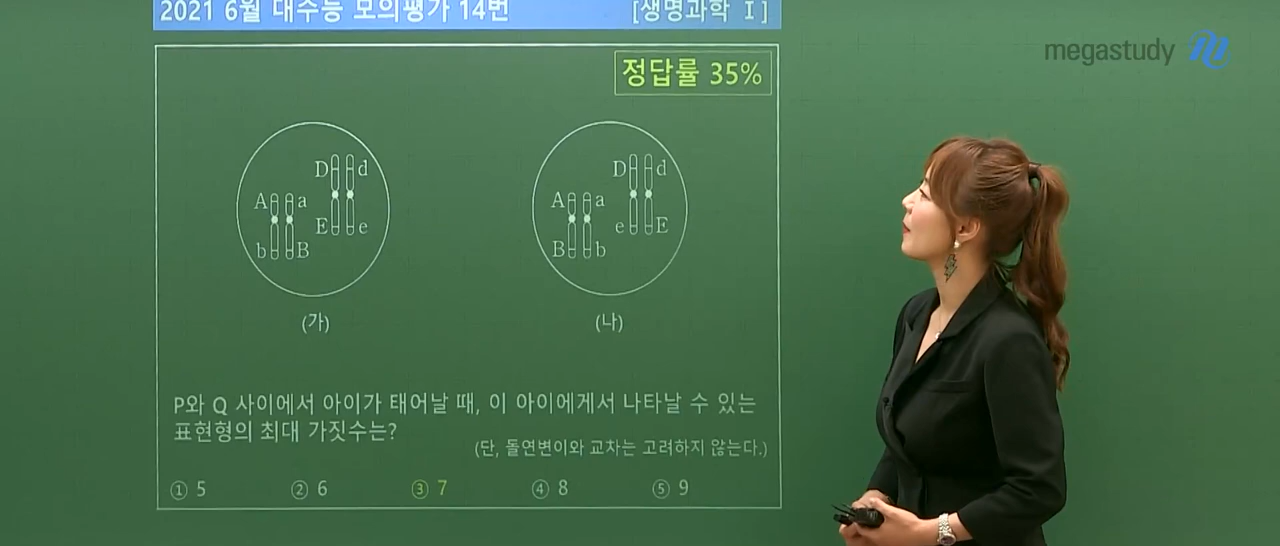 2021 6월 대수능 모의평가 14번
[생명과학 Ⅰ]
megastudy
정답률 35%
D d
A a
E e
b B
(가)
D d
A a
e E
B b
(나)
P와 Q 사이에서 아이가 태어날 때, 이 아이에게서 나타날 수 있는
표현형의 최대 가짓수는?
(단, 돌연변이와 교차는 고려하지 않는다.)
① 5 ② 6 ③ 7 ④ 8 ⑤ 9